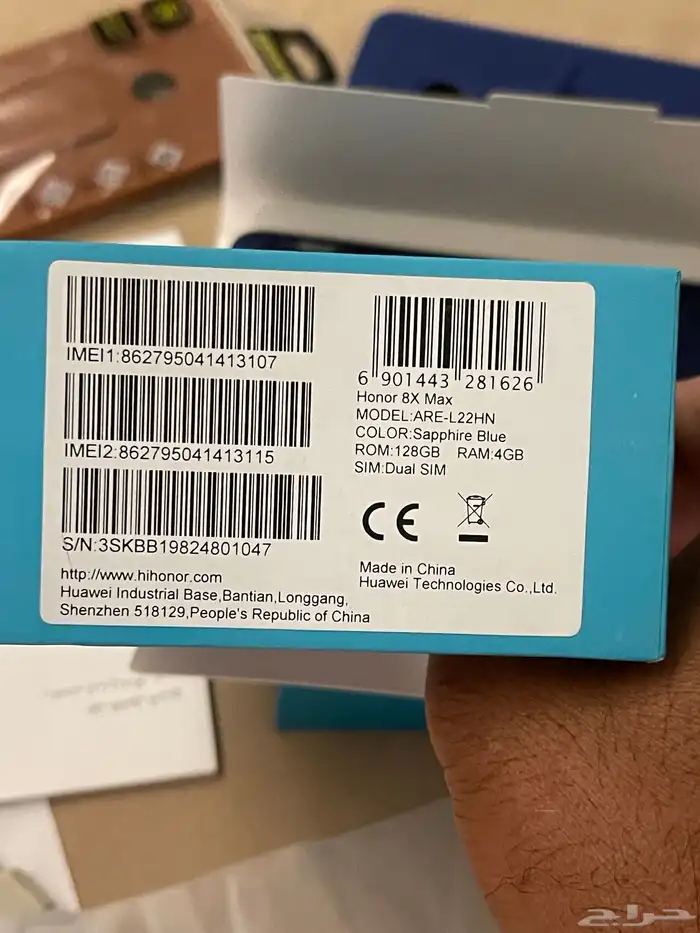 IMEI1:862795041413107
IMEI2:862795041413115
S/N:3SKBB19824801047
http://www.hihonor.com
Huawei Industrial Base,Bantian,Longgang,
Shenzhen 518129,People's Republic of China
6 901443 281626
Honor 8X Max
MODEL:ARE-L22HN
COLOR:Sapphire Blue
ROM:128GB RAM:4GB
SIM:Dual SIM
CE
Made in China
Huawei Technologies Co.,Ltd.
حراج